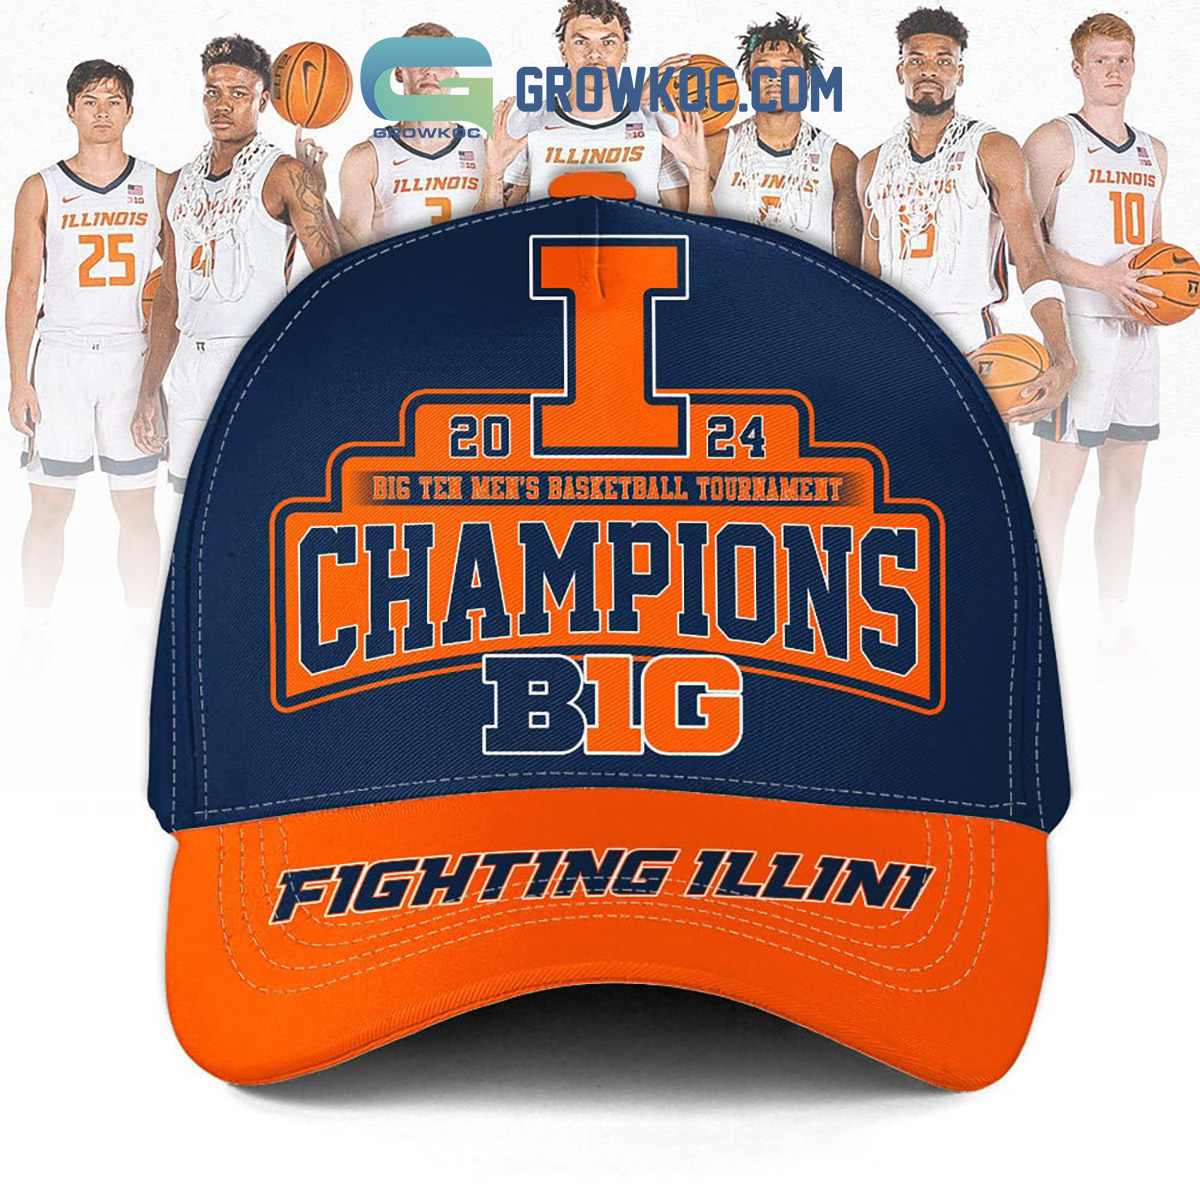 GROWKOC.COM
GROWKOC
ILLINOIS
ILLINOIS
ILLINOIS
ILLINOIS
25
3
10
20 24
BIG TEN MEN'S BASKETBALL TOURNAMENT
CHAMPIONS
B1G
FIGHTING ILLINI